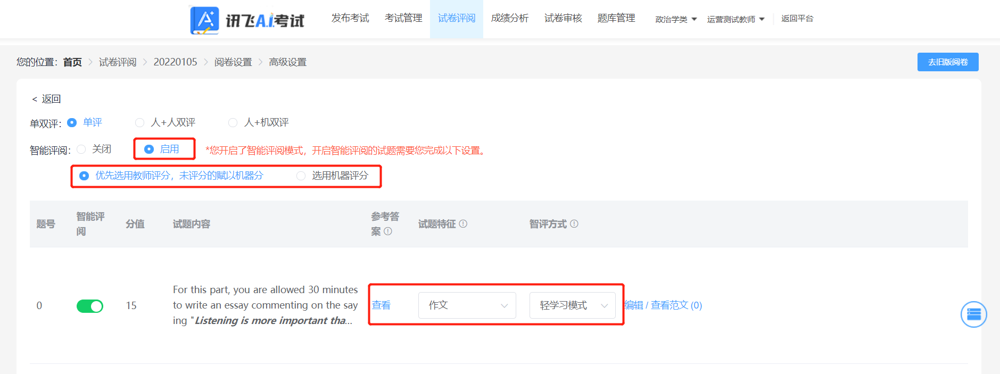 讯飞A.i.考试
发布考试 考试管理 试卷评阅 成绩分析 试卷审核 题库管理 政治学类 运营测试教师 返回平台
您的位置：首页 > 试卷评阅 > 20220105 > 阅卷设置 > 高级设置
去旧版阅卷
< 返回
单双评： 单评 人+人双评 人+机双评
智能评阅： 关闭 启用 *您开启了智能评阅模式，开启智能评阅的试题需要您完成以下设置。
优先选用教师评分，未评分的赋以机器分 选用机器评分
题号 智能评阅 分值 试题内容 参考答案 试题特征 智评方式
0 15 For this part, you are allowed 30 minutes
to write an essay commenting on the say
ing "Listening is more important tha...
查看 作文 轻学习模式 编辑 / 查看范文 (0)